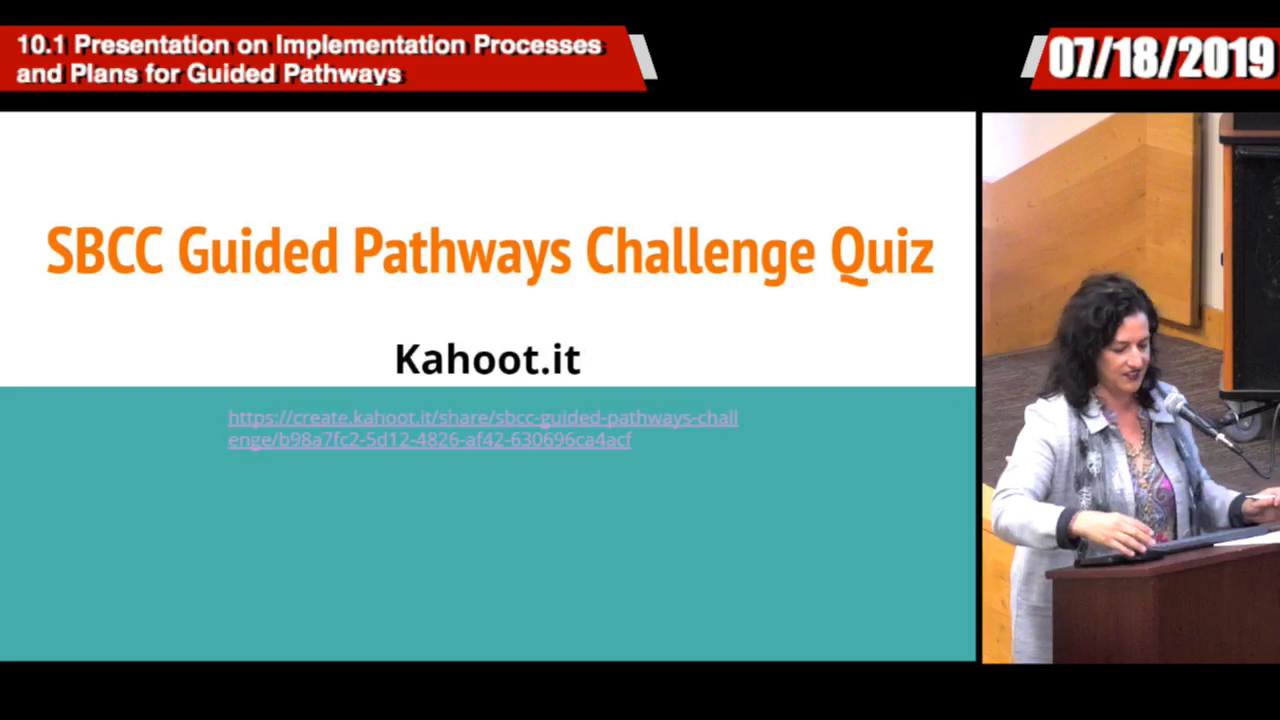 10.1 Presentation on Implementation Processes
and Plans for Guided Pathways
07/18/2019
SBCC Guided Pathways Challenge Quiz
Kahoot.it
https://create.kahoot.it/share/sbcc-guided-pathways-chall
enge/b98a7fc2-5d12-4826-af42-630696ca4acf